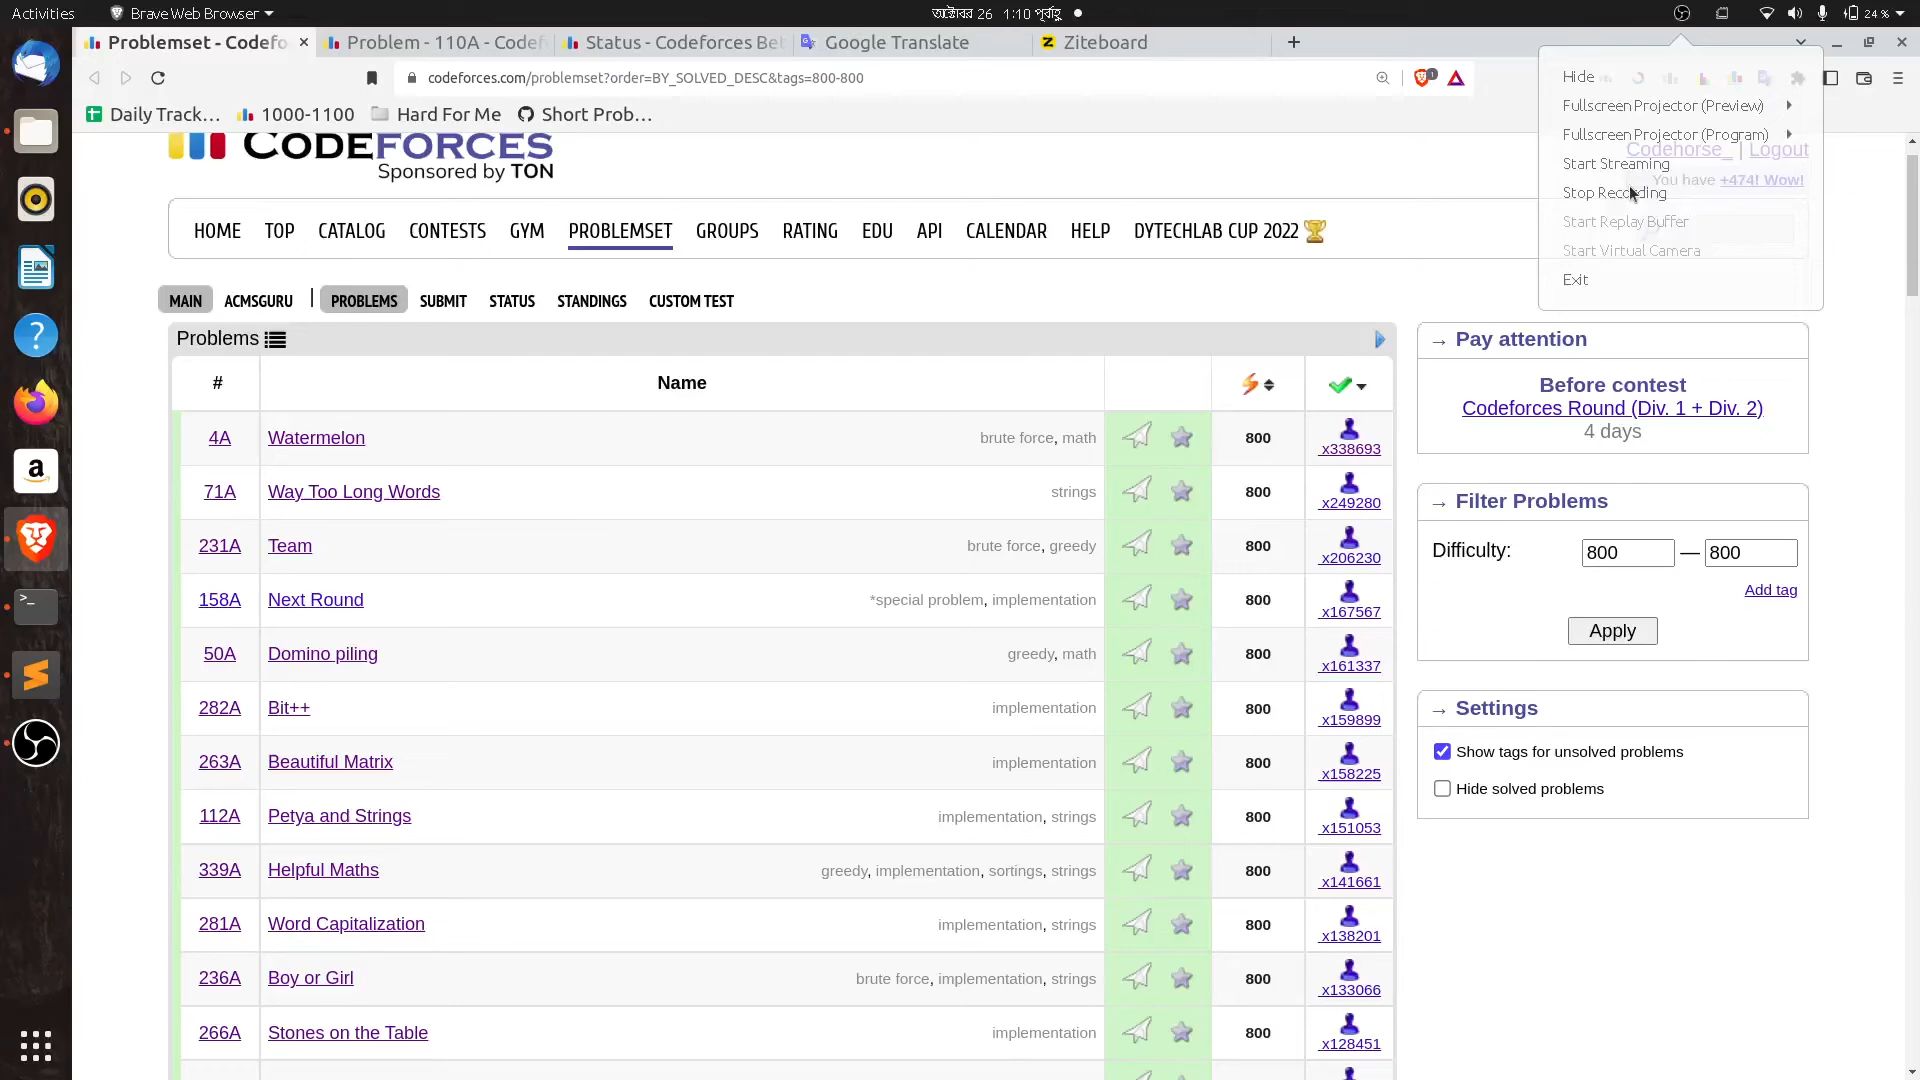 Activities
Brave Web Browser
অক্টোবর 26  1:10 পূর্বাহ্ণ
24 %
Problemset - Codefo
Problem - 110A - Codef
Status - Codeforces Bet
Google Translate
Ziteboard
codeforces.com/problemset?order=BY_SOLVED_DESC&tags=800-800
1
Daily Track...
1000-1100
Hard For Me
Short Prob...
Hide
Fullscreen Projector (Preview)
Fullscreen Projector (Program)
Start Streaming
Stop Recording
Start Replay Buffer
Start Virtual Camera
Exit
CODEFORCES
Sponsored by TON
Codehorse_ | Logout
You have +474! Wow!
HOME TOP CATALOG CONTESTS GYM PROBLEMSET GROUPS RATING EDU API CALENDAR HELP DYTECHLAB CUP 2022
MAIN ACMSGURU | PROBLEMS SUBMIT STATUS STANDINGS CUSTOM TEST
Problems
# Name
4A Watermelon brute force, math 800 x338693
71A Way Too Long Words strings 800 x249280
231A Team brute force, greedy 800 x206230
158A Next Round *special problem, implementation 800 x167567
50A Domino piling greedy, math 800 x161337
282A Bit++ implementation 800 x159899
263A Beautiful Matrix implementation 800 x158225
112A Petya and Strings implementation, strings 800 x151053
339A Helpful Maths greedy, implementation, sortings, strings 800 x141661
281A Word Capitalization implementation, strings 800 x138201
236A Boy or Girl brute force, implementation, strings 800 x133066
266A Stones on the Table implementation 800 x128451
→ Pay attention
Before contest
Codeforces Round (Div. 1 + Div. 2)
4 days
→ Filter Problems
Difficulty: 800 — 800
Add tag
Apply
→ Settings
Show tags for unsolved problems
Hide solved problems